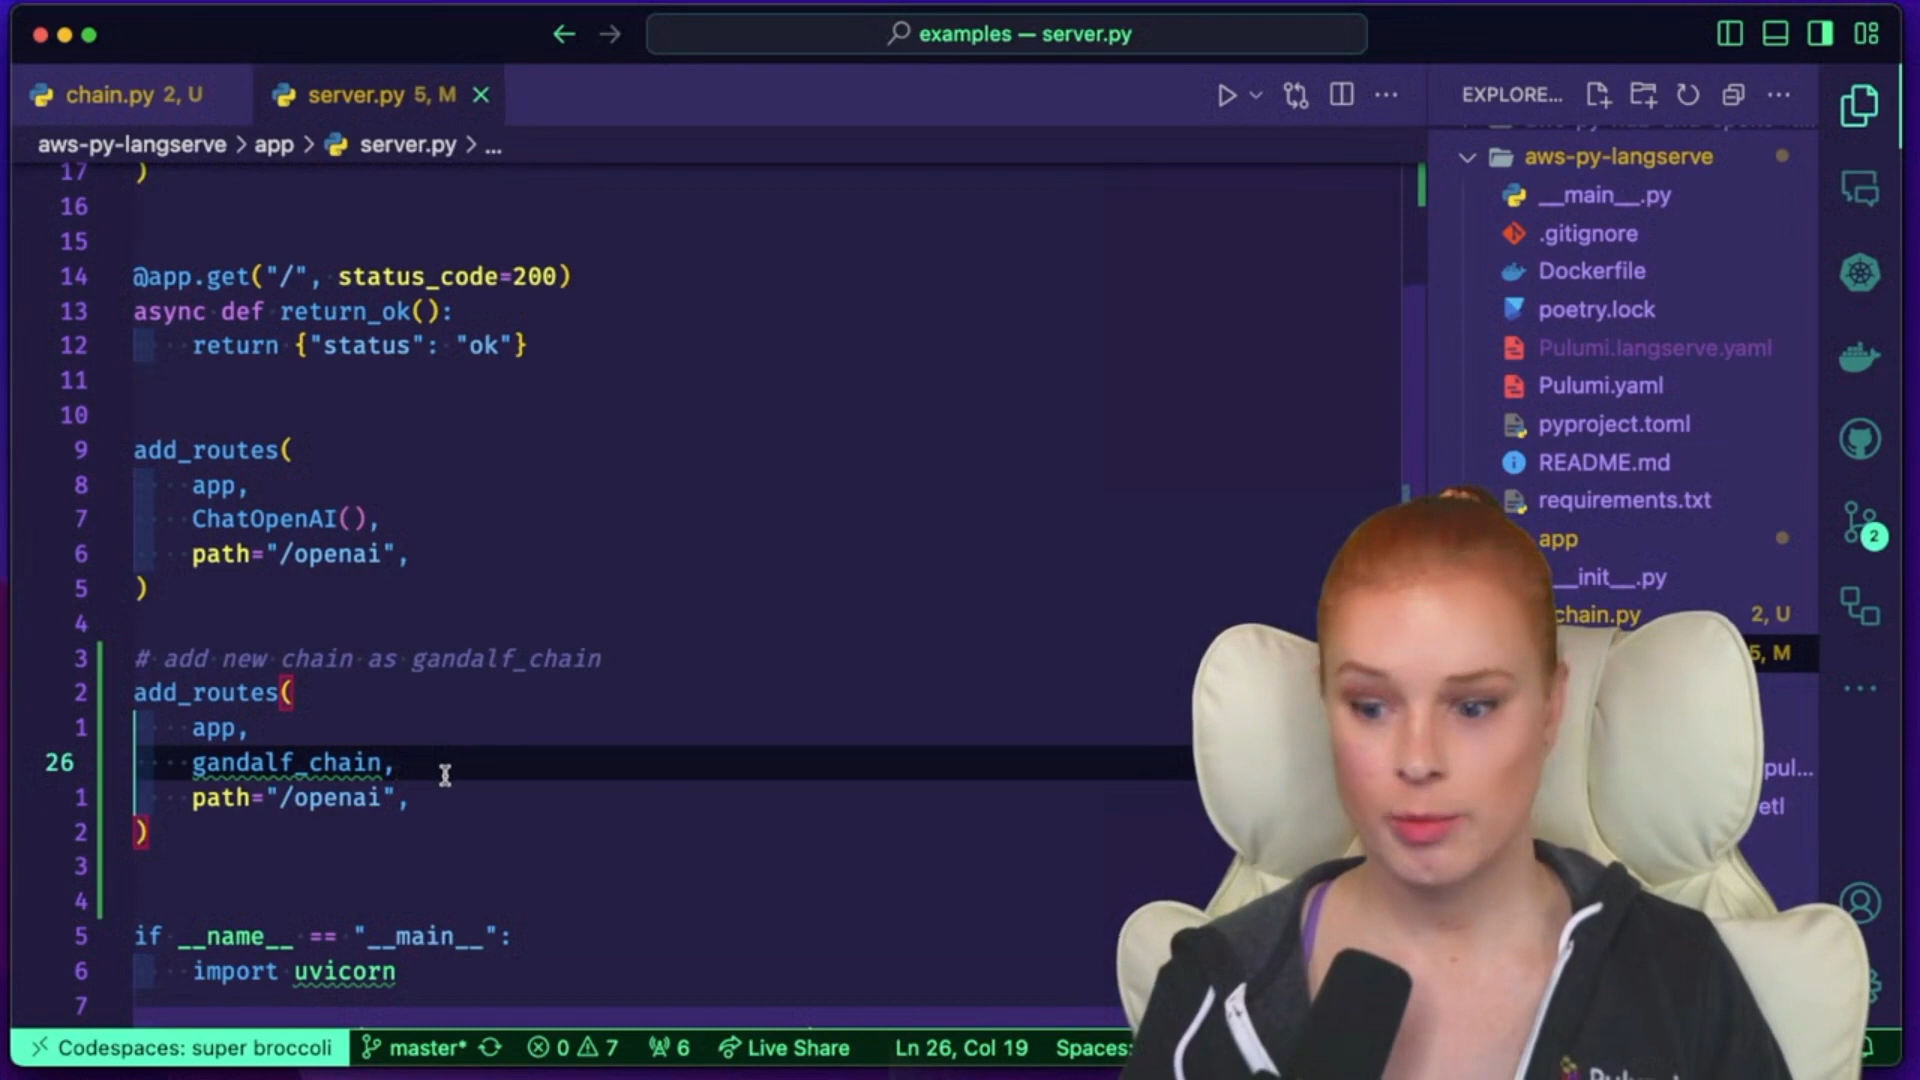 examples — server.py
chain.py 2, U
server.py 5, M
EXPLORE...
aws-py-langserve > app > server.py > ...
17 )
16
15
14 @app.get("/", status_code=200)
13 async def return_ok():
12 return {"status": "ok"}
11
10
9 add_routes(
8 app,
7 ChatOpenAI(),
6 path="/openai",
5 )
4
3 # add new chain as gandalf_chain
2 add_routes(
1 app,
26 gandalf_chain,
1 path="/openai",
2 )
3
4
5 if __name__ == "__main__":
6 import uvicorn
7
aws-py-langserve
__main__.py
.gitignore
Dockerfile
poetry.lock
Pulumi.langserve.yaml
Pulumi.yaml
pyproject.toml
README.md
requirements.txt
app
__init__.py
chain.py 2, U
5, M
pul...
etl
2
Codespaces: super broccoli
master*
0
7
6
Live Share
Ln 26, Col 19
Spaces: